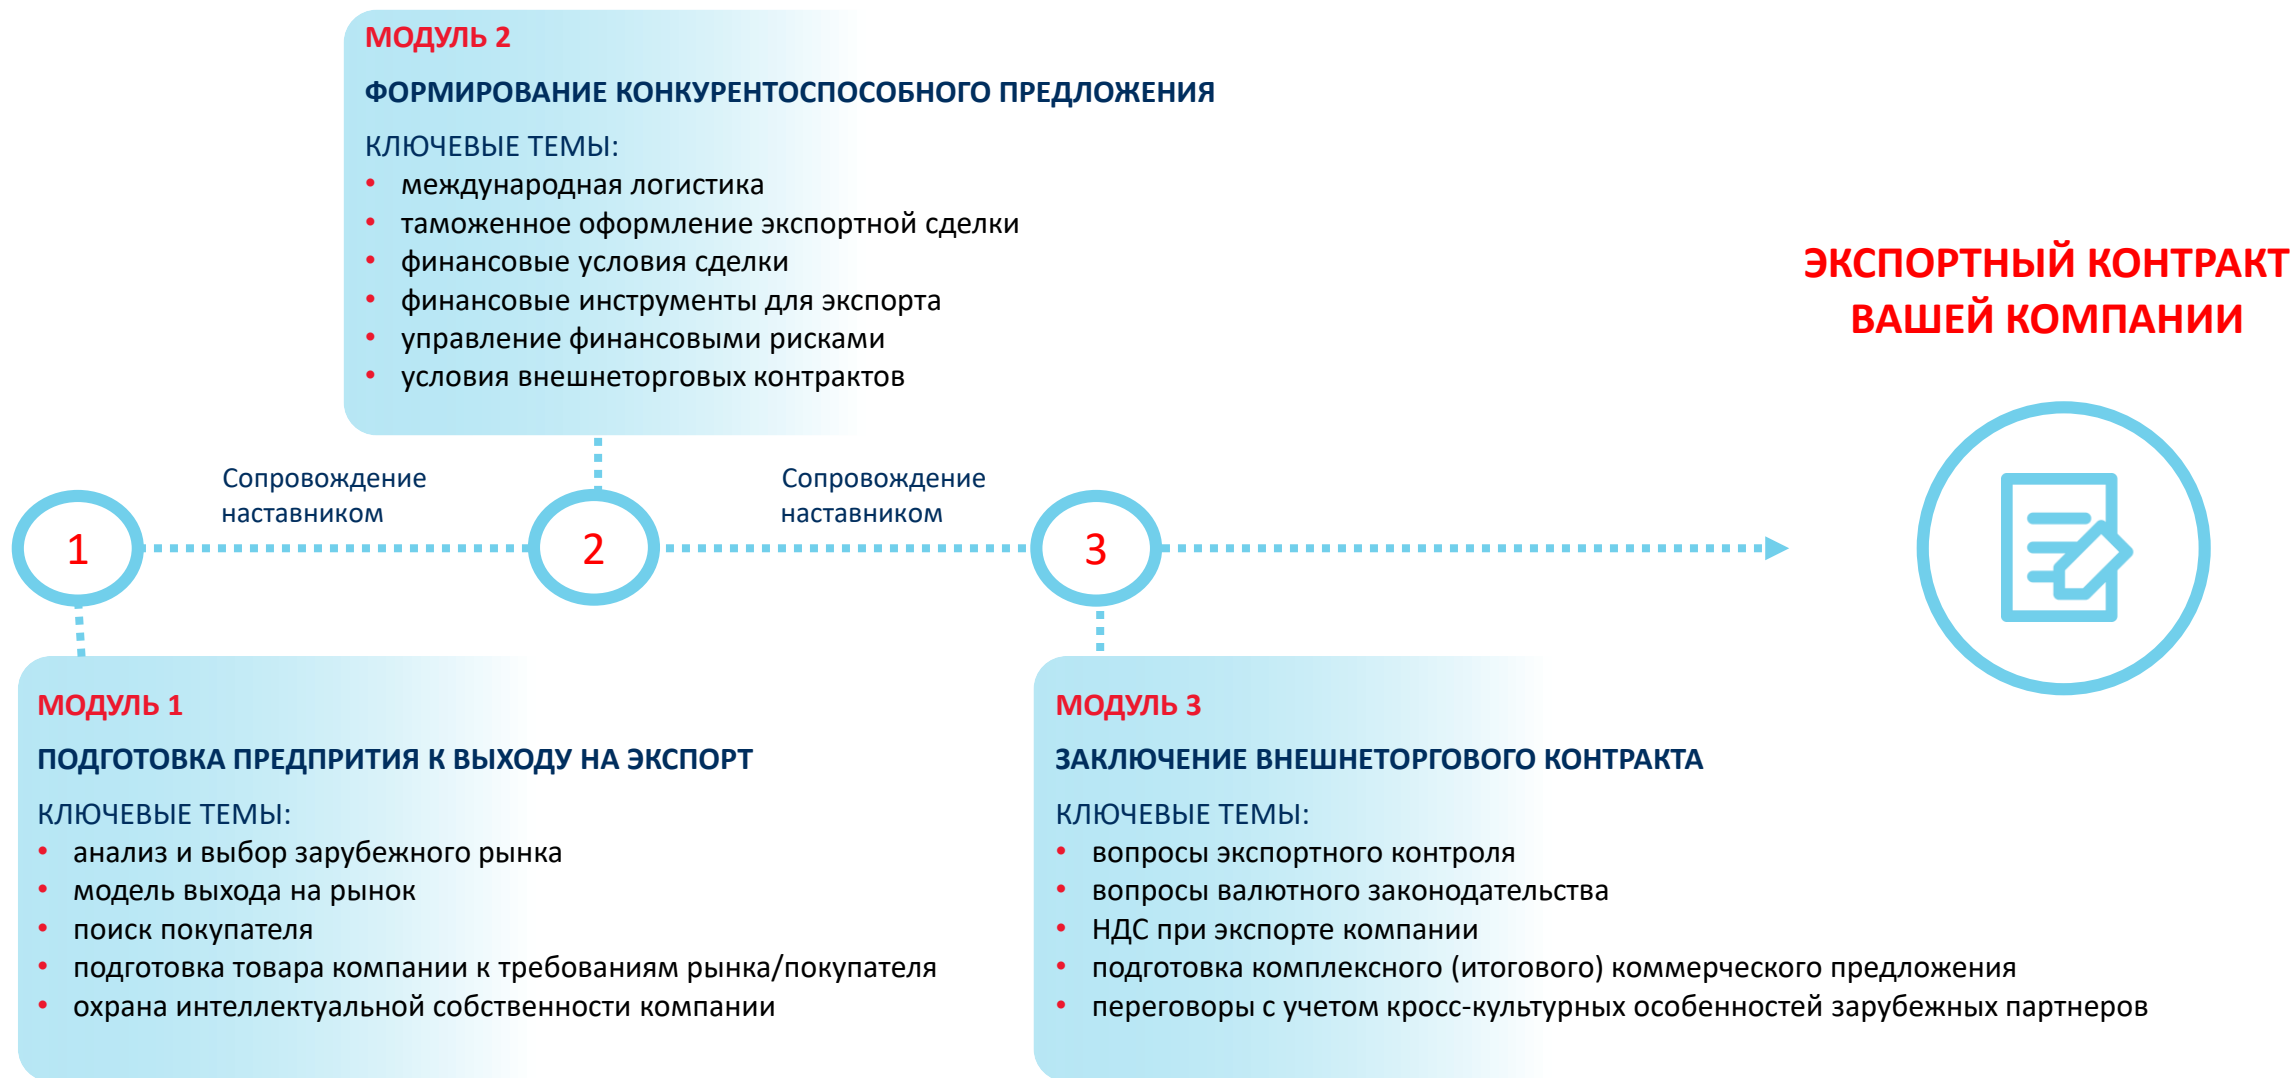 МОДУЛЬ 2
ФОРМИРОВАНИЕ КОНКУРЕНТОСПОСОБНОГО ПРЕДЛОЖЕНИЯ
КЛЮЧЕВЫЕ ТЕМЫ:
• международная логистика
• таможенное оформление экспортной сделки
• финансовые условия сделки
• финансовые инструменты для экспорта
• управление финансовыми рисками
• условия внешнеторговых контрактов
ЭКСПОРТНЫЙ КОНТРАКТ
ВАШЕЙ КОМПАНИИ
Сопровождение
наставником
Сопровождение
наставником
1
2
3
МОДУЛЬ 1
ПОДГОТОВКА ПРЕДПРИТИЯ К ВЫХОДУ НА ЭКСПОРТ
КЛЮЧЕВЫЕ ТЕМЫ:
• анализ и выбор зарубежного рынка
• модель выхода на рынок
• поиск покупателя
• подготовка товара компании к требованиям рынка/покупателя
• охрана интеллектуальной собственности компании
МОДУЛЬ 3
ЗАКЛЮЧЕНИЕ ВНЕШНЕТОРГОВОГО КОНТРАКТА
КЛЮЧЕВЫЕ ТЕМЫ:
• вопросы экспортного контроля
• вопросы валютного законодательства
• НДС при экспорте компании
• подготовка комплексного (итогового) коммерческого предложения
• переговоры с учетом кросс-культурных особенностей зарубежных партнеров